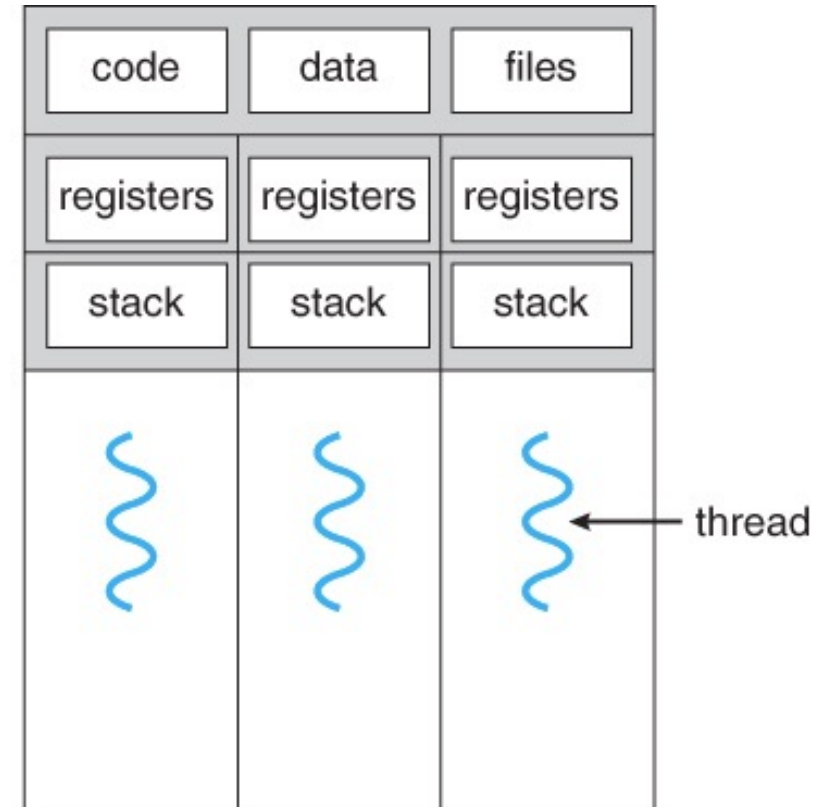 code data files
registers registers registers
stack stack stack
thread